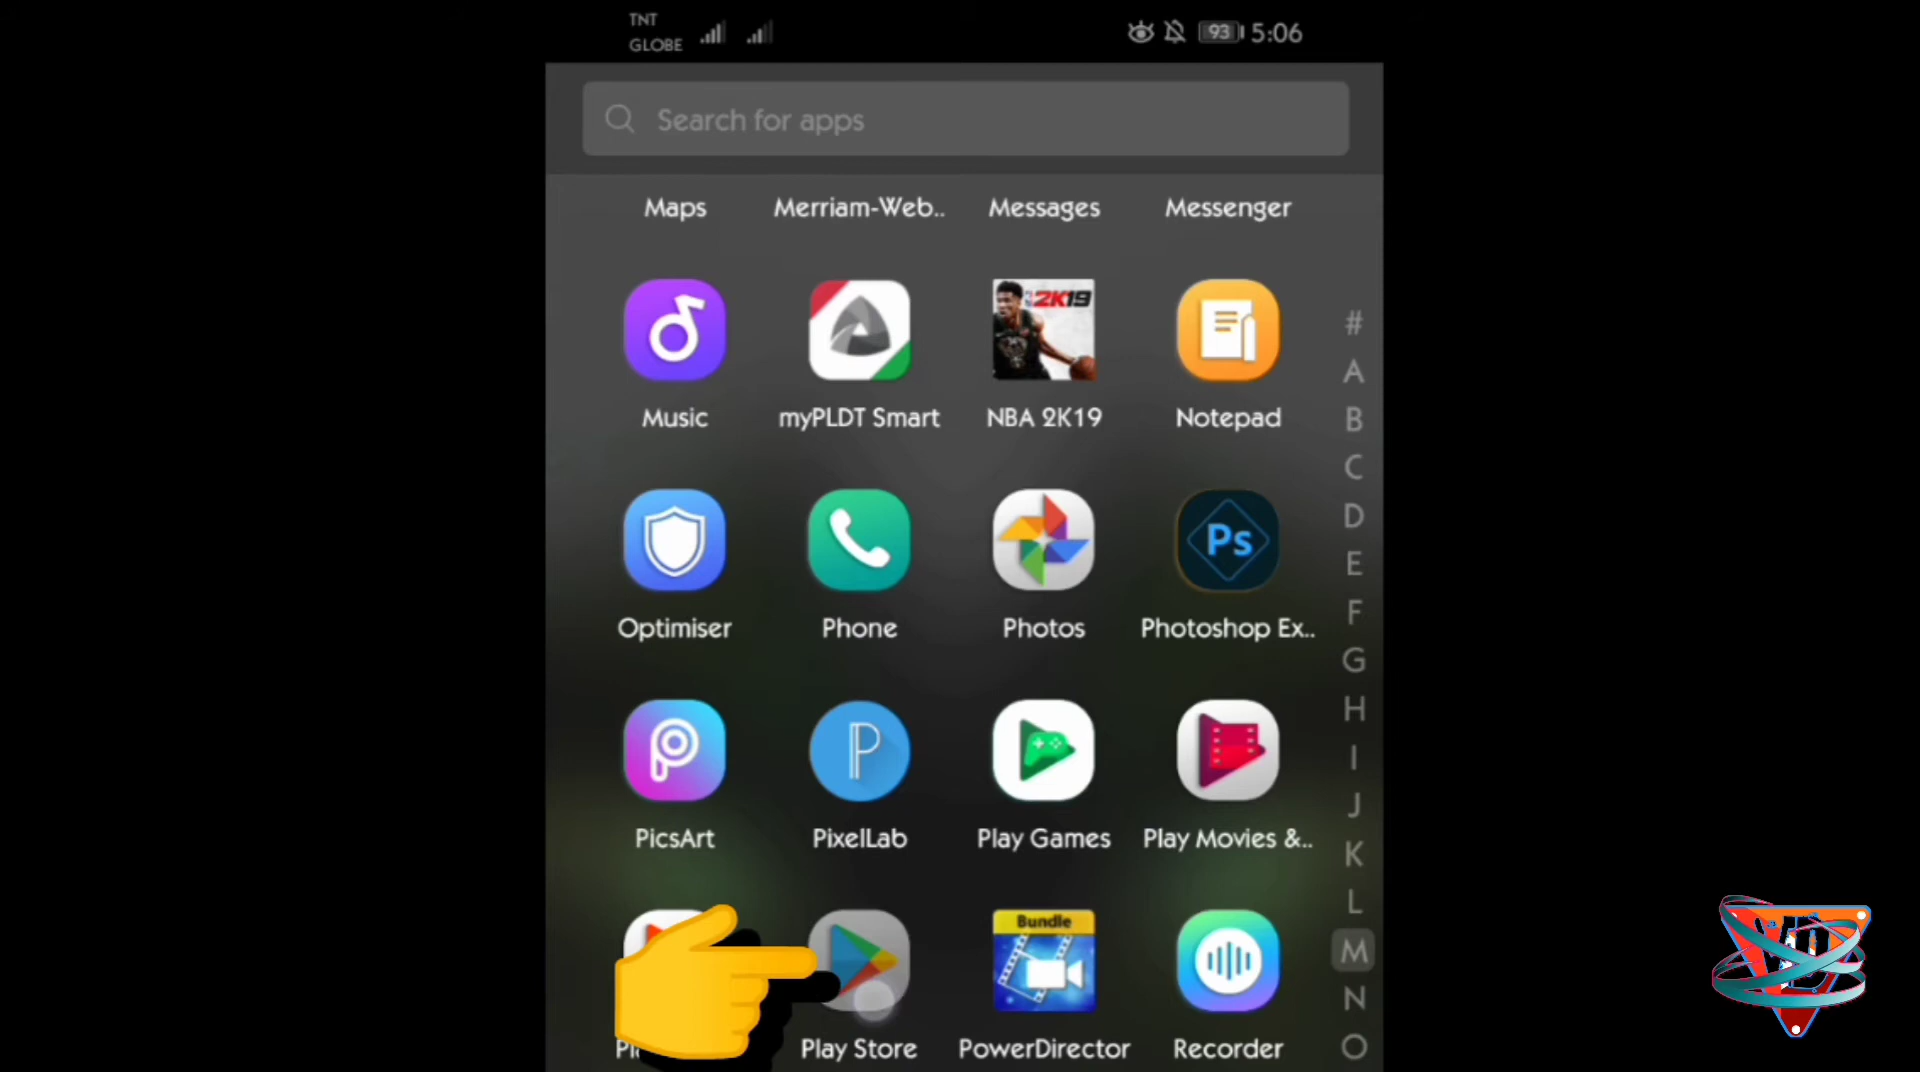 TNT
GLOBE
93 5:06
Search for apps
Maps Merriam-Web.. Messages Messenger
2K19
Music myPLDT Smart NBA 2K19 Notepad
Ps
Optimiser Phone Photos Photoshop Ex..
P
PicsArt PixelLab Play Games Play Movies &..
Bundle
Play Store PowerDirector Recorder
#
A
B
C
D
E
F
G
H
I
J
K
L
M
N
O